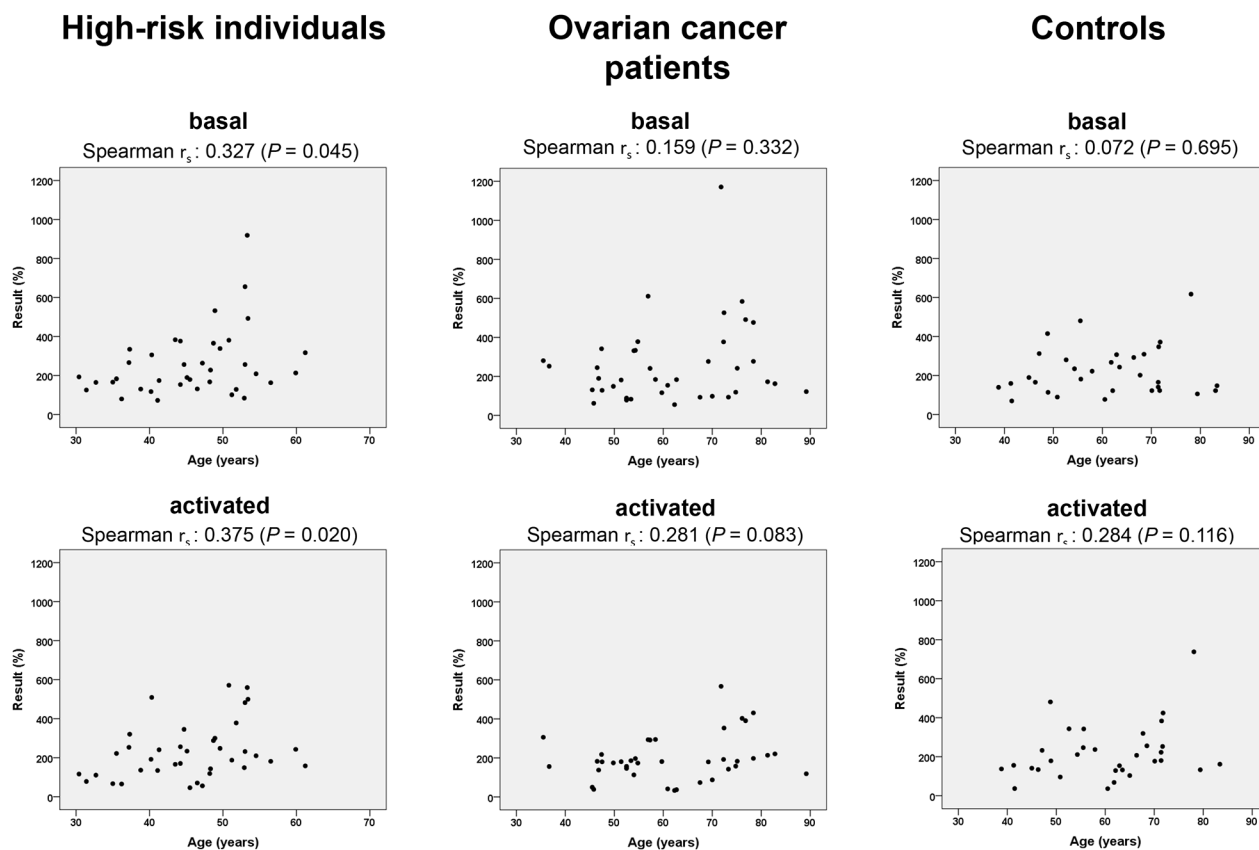 High-risk individuals
Ovarian cancer
patients
Controls
basal
Spearman rs: 0.327 (P = 0.045)
1200
1000
800
600
400
200
0
Result (%)
30 40 50 60 70
Age (years)
basal
Spearman rs: 0.159 (P = 0.332)
1200
1000
800
600
400
200
0
Result (%)
30 40 50 60 70 80 90
Age (years)
basal
Spearman rs: 0.072 (P = 0.695)
1200
1000
800
600
400
200
0
Result (%)
30 40 50 60 70 80 90
Age (years)
activated
Spearman rs: 0.375 (P = 0.020)
1200
1000
800
600
400
200
0
Result (%)
30 40 50 60 70
Age (years)
activated
Spearman rs: 0.281 (P = 0.083)
1200
1000
800
600
400
200
0
Result (%)
30 40 50 60 70 80 90
Age (years)
activated
Spearman rs: 0.284 (P = 0.116)
1200
1000
800
600
400
200
0
Result (%)
30 40 50 60 70 80 90
Age (years)